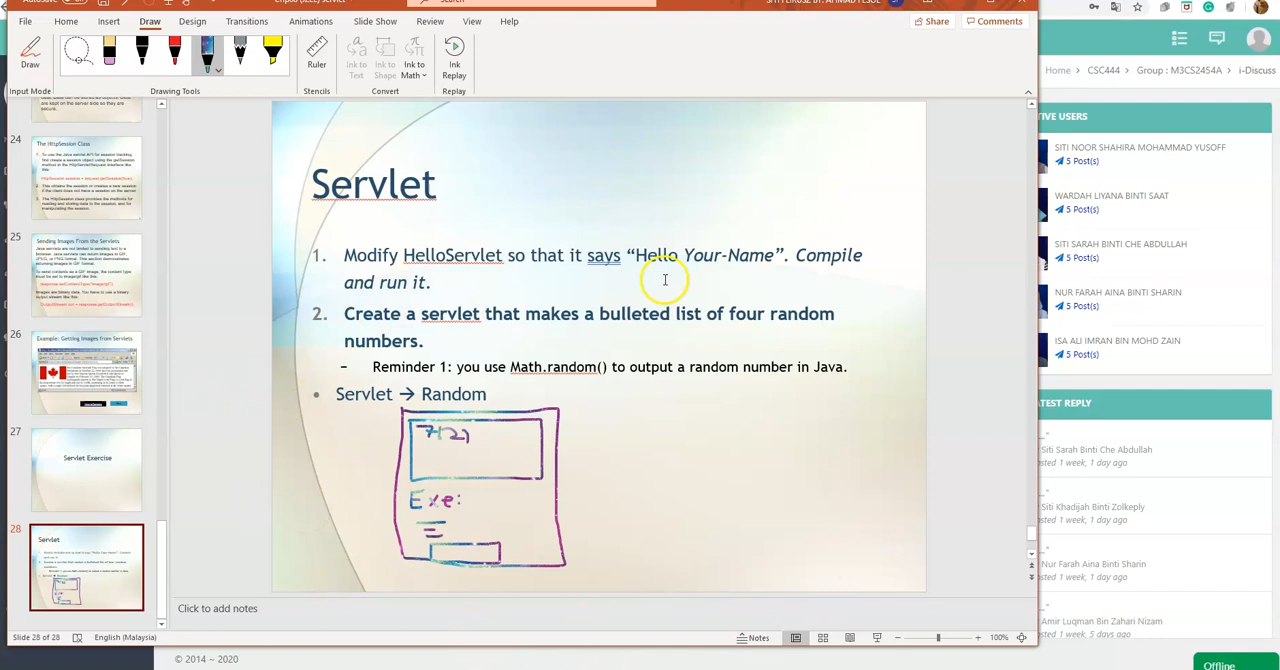 Share
Comments
File Home Insert Draw Design Transitions Animations Slide Show Review View Help
Draw
Ruler
Ink to Text
Ink to Shape
Ink to Math
Ink Replay
Input Mode
Drawing Tools
Stencils
Convert
Replay
Home > CSC444 > Group : M3CS2454A > i-Discuss
24
The HttpSession Class
25
Sending Images From the Servlets
26
Example: Getting Images from Servlets
27
Servlet Exercise
28
Servlet
Servlet
1. Modify HelloServlet so that it says “Hello Your-Name”. Compile
and run it.
2. Create a servlet that makes a bulleted list of four random
numbers.
– Reminder 1: you use Math.random() to output a random number in Java.
• Servlet → Random
Exe:
TIVE USERS
SITI NOOR SHAHIRA MOHAMMAD YUSOFF
5 Post(s)
WARDAH LIYANA BINTI SAAT
5 Post(s)
SITI SARAH BINTI CHE ABDULLAH
5 Post(s)
NUR FARAH AINA BINTI SHARIN
5 Post(s)
ISA ALI IMRAN BIN MOHD ZAIN
5 Post(s)
ATEST REPLY
Siti Sarah Binti Che Abdullah
osted 1 week, 1 day ago
Siti Khadijah Binti Zolkeply
osted 1 week, 1 day ago
Nur Farah Aina Binti Sharin
osted 1 week, 1 day ago
Amir Luqman Bin Zahari Nizam
Click to add notes
Slide 28 of 28 English (Malaysia)
Notes
100%
© 2014 ~ 2020
Offline